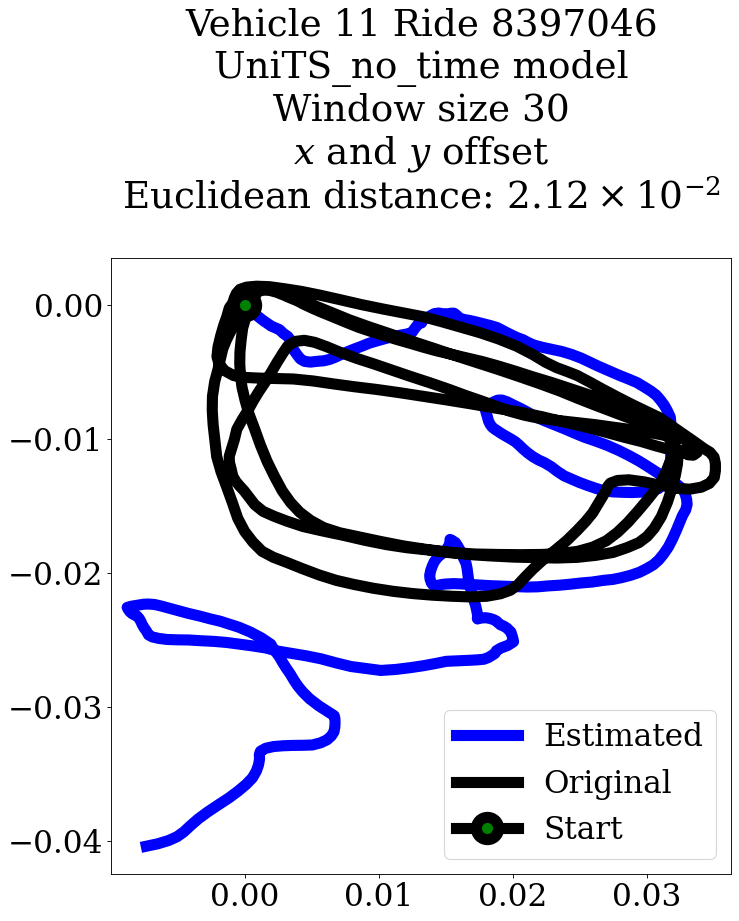 Vehicle 11 Ride 8397046
UniTS_no_time model
Window size 30
x and y offset
Euclidean distance: 2.12 × 10⁻²
0.00
−0.01
−0.02
−0.03
−0.04
Estimated
Original
Start
0.00 0.01 0.02 0.03